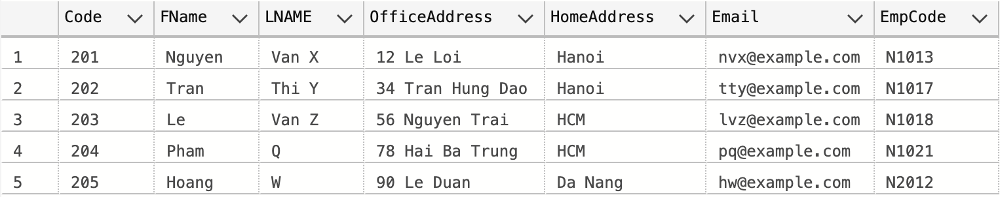 Code FName LNAME OfficeAddress HomeAddress Email EmpCode
1 201 Nguyen Van X 12 Le Loi Hanoi nvx@example.com N1013
2 202 Tran Thi Y 34 Tran Hung Dao Hanoi tty@example.com N1017
3 203 Le Van Z 56 Nguyen Trai HCM lvz@example.com N1018
4 204 Pham Q 78 Hai Ba Trung HCM pq@example.com N1021
5 205 Hoang W 90 Le Duan Da Nang hw@example.com N2012